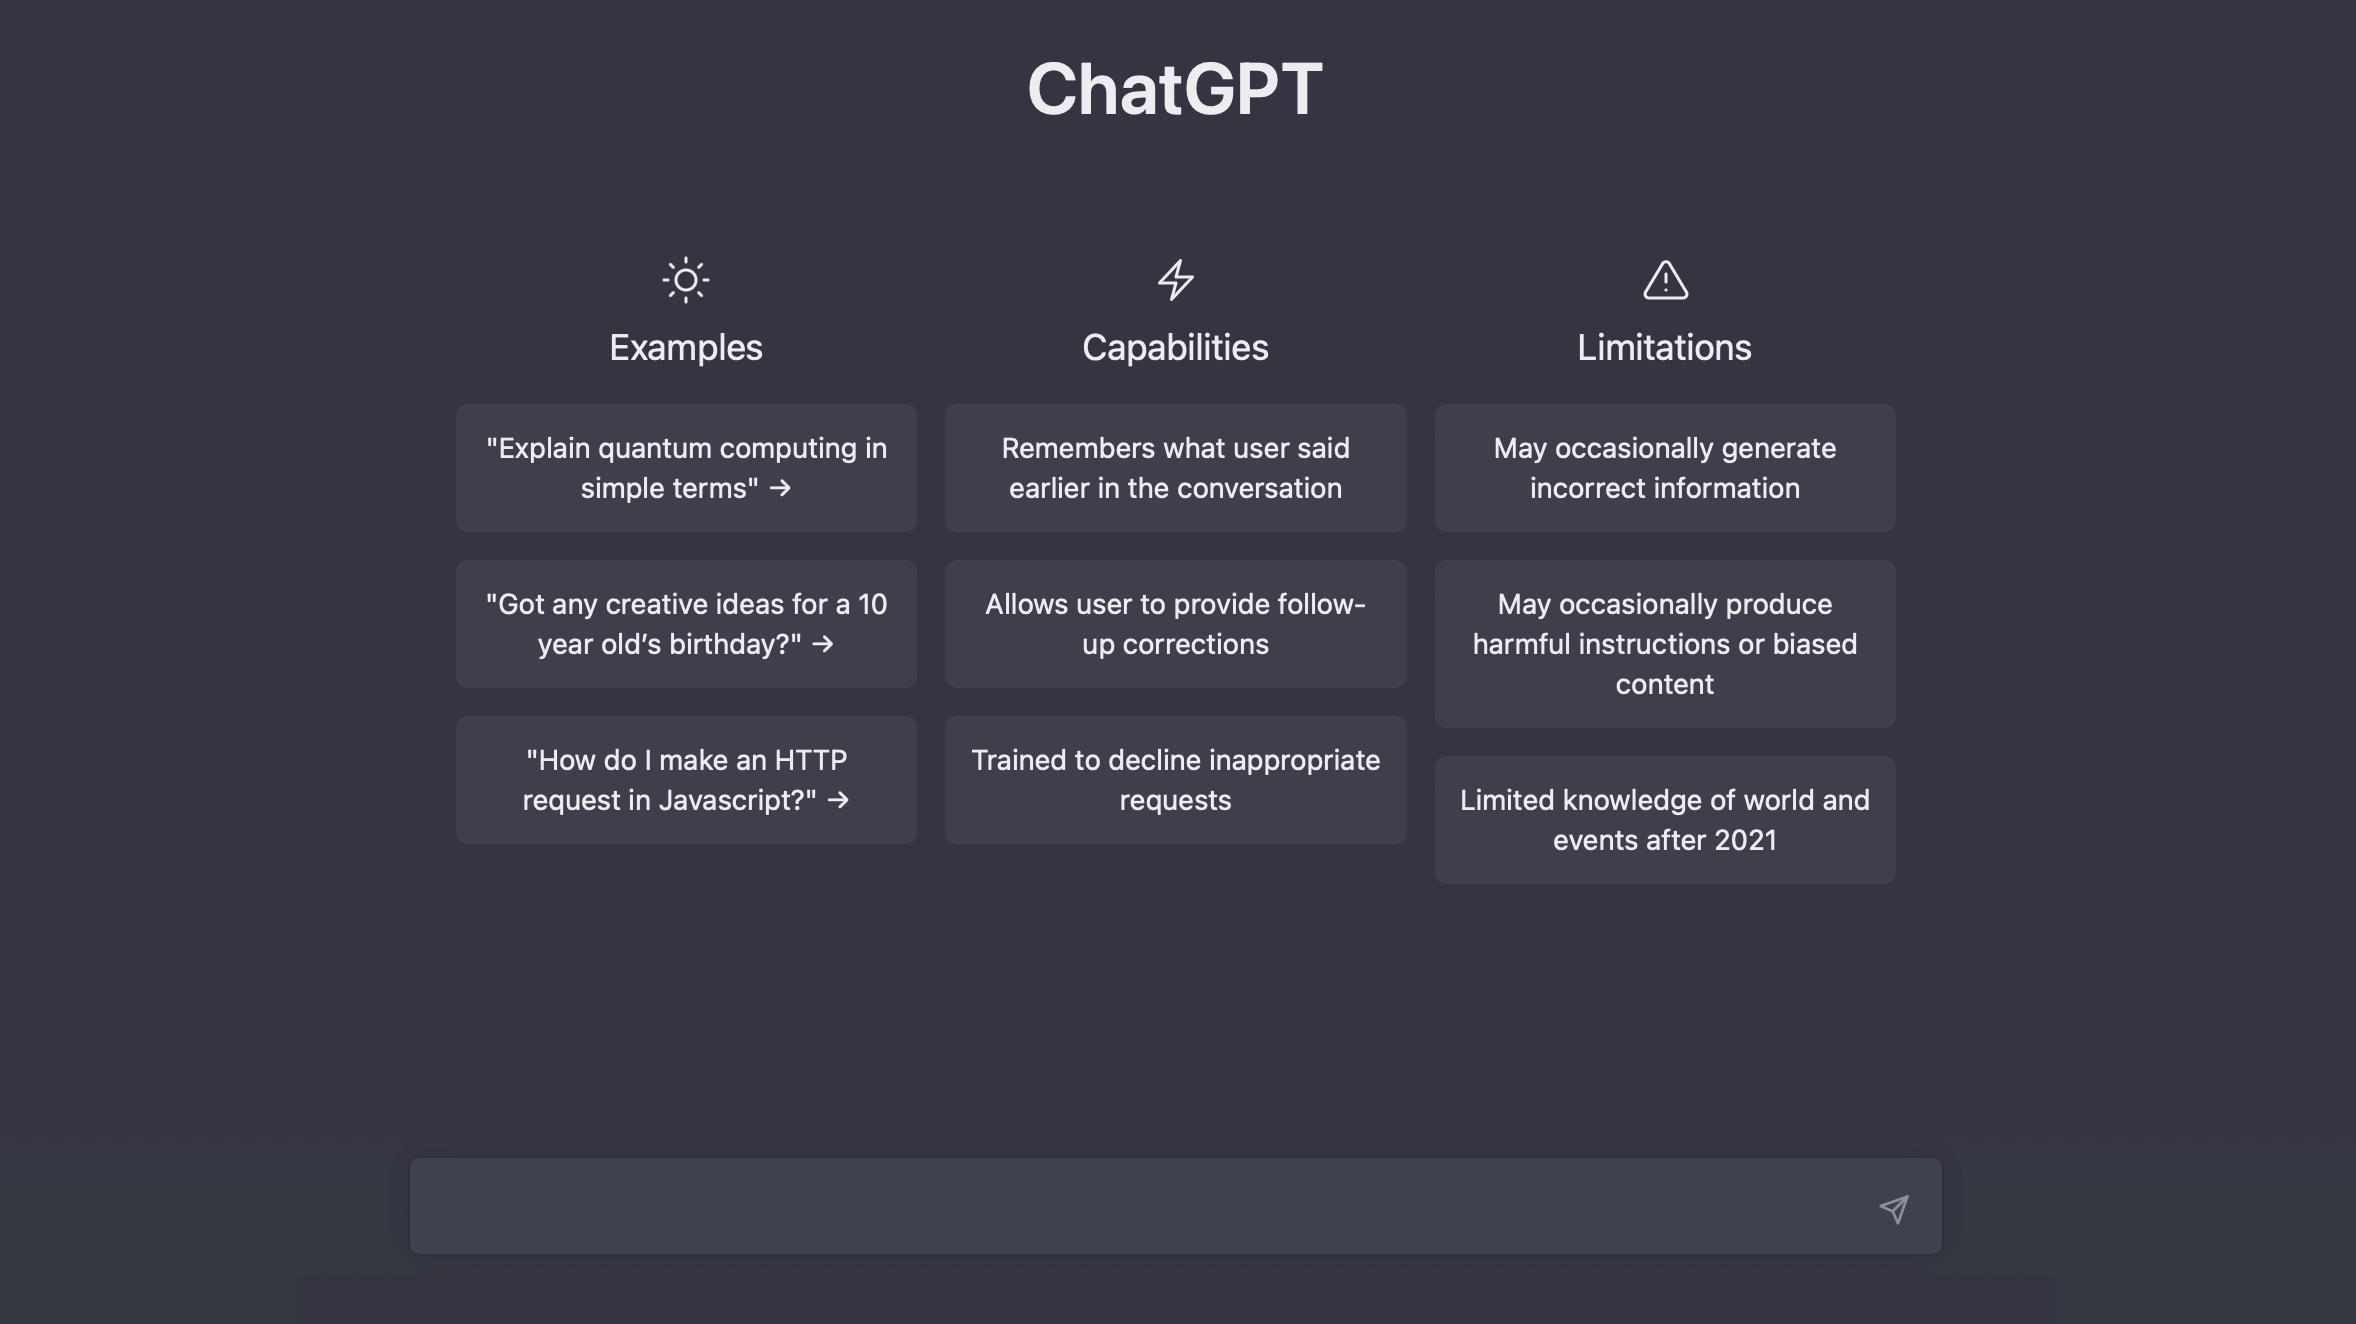 ChatGPT
Examples
"Explain quantum computing in
simple terms" →
"Got any creative ideas for a 10
year old’s birthday?" →
"How do I make an HTTP
request in Javascript?" →
Capabilities
Remembers what user said
earlier in the conversation
Allows user to provide follow-
up corrections
Trained to decline inappropriate
requests
Limitations
May occasionally generate
incorrect information
May occasionally produce
harmful instructions or biased
content
Limited knowledge of world and
events after 2021